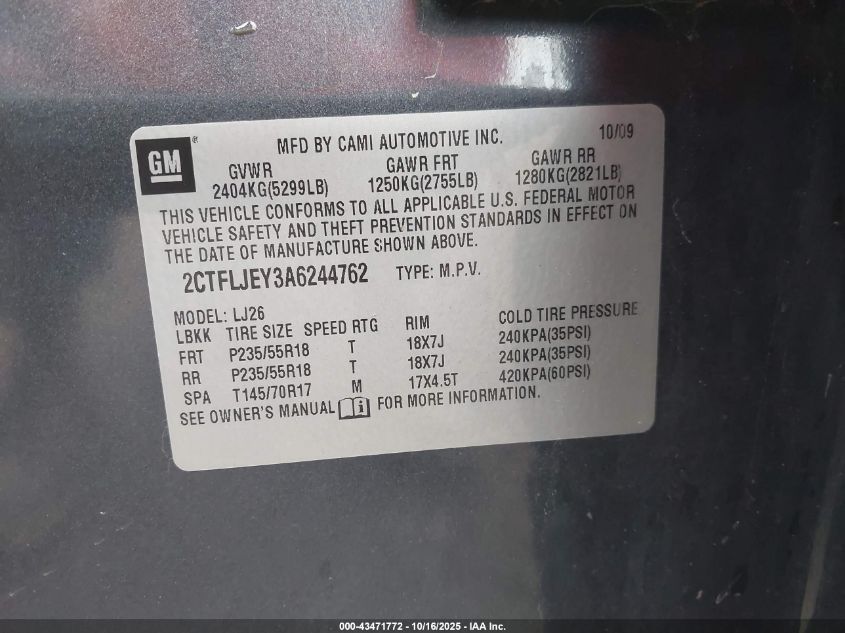 GM®
MFD BY CAMI AUTOMOTIVE INC. 10/09
GVWR GAWR FRT GAWR RR
2404KG(5299LB) 1250KG(2755LB) 1280KG(2821LB)
THIS VEHICLE CONFORMS TO ALL APPLICABLE U.S. FEDERAL MOTOR
VEHICLE SAFETY AND THEFT PREVENTION STANDARDS IN EFFECT ON
THE DATE OF MANUFACTURE SHOWN ABOVE.
2CTFLJEY3A6244762 TYPE: M.P.V.
MODEL: LJ26
LBKK TIRE SIZE SPEED RTG RIM COLD TIRE PRESSURE
FRT P235/55R18 T 18X7J 240KPA(35PSI)
RR P235/55R18 T 18X7J 240KPA(35PSI)
SPA T145/70R17 M 17X4.5T 420KPA(60PSI)
SEE OWNER'S MANUAL i FOR MORE INFORMATION.
000-43471772 - 10/16/2025 - IAA Inc.